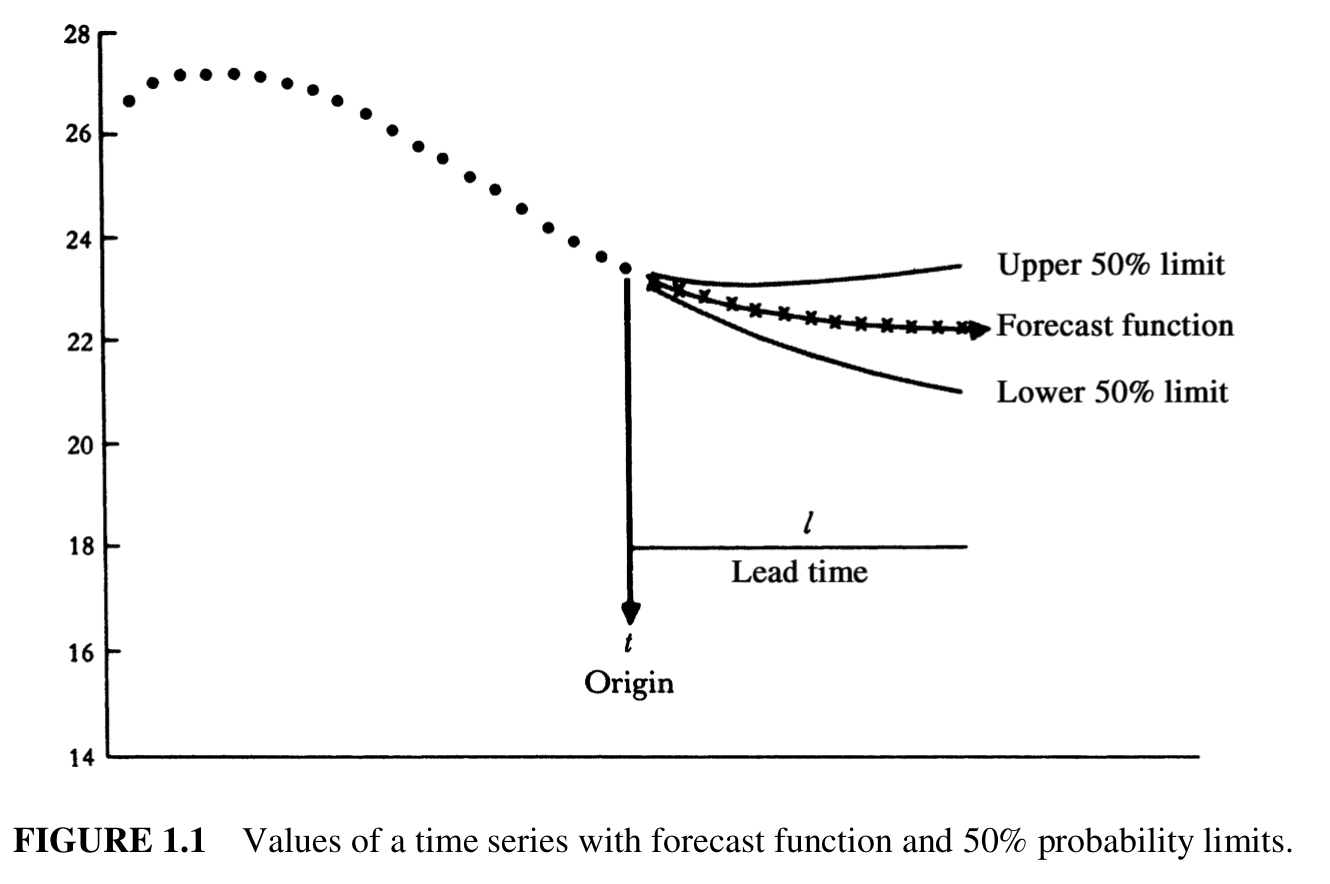 28
26
24
22
20
18
16
14
Upper 50% limit
Forecast function
Lower 50% limit
l
Lead time
t
Origin
FIGURE 1.1 Values of a time series with forecast function and 50% probability limits.